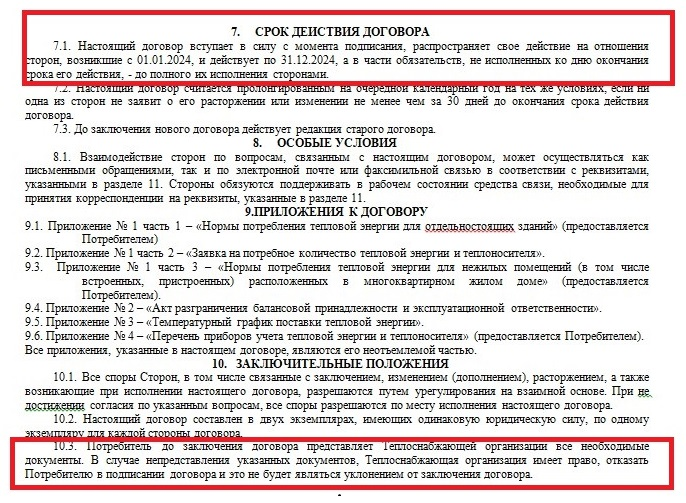 7. СРОК ДЕЙСТВИЯ ДОГОВОРА
7.1. Настоящий договор вступает в силу с момента подписания, распространяет свое действие на отношения
сторон, возникшие с 01.01.2024, и действует по 31.12.2024, а в части обязательств, не исполненных ко дню окончания
срока его действия, - до полного их исполнения сторонами.
7.2. Настоящий договор считается пролонгированным на очередной календарный год на тех же условиях, если ни
одна из сторон не заявит о его расторжении или изменении не менее чем за 30 дней до окончания срока действия
договора.
7.3. До заключения нового договора действует редакция старого договора.
8. ОСОБЫЕ УСЛОВИЯ
8.1. Взаимодействие сторон по вопросам, связанным с настоящим договором, может осуществляться как
письменными обращениями, так и по электронной почте или факсимильной связью в соответствии с реквизитами,
указанными в разделе 11. Стороны обязуются поддерживать в рабочем состоянии средства связи, необходимые для
принятия корреспонденции на реквизиты, указанные в разделе 11.
9.ПРИЛОЖЕНИЯ К ДОГОВОРУ
9.1. Приложение № 1 часть 1 – «Нормы потребления тепловой энергии для отдельностоящих зданий» (предоставляется
Потребителем)
9.2. Приложение № 1 часть 2 – «Заявка на потребное количество тепловой энергии и теплоносителя».
9.3. Приложение № 1 часть 3 – «Нормы потребления тепловой энергии для нежилых помещений (в том числе
встроенных, пристроенных) расположенных в многоквартирном жилом доме» (предоставляется
Потребителем).
9.4. Приложение № 2 – «Акт разграничения балансовой принадлежности и эксплуатационной ответственности».
9.5. Приложение № 3 – «Температурный график поставки тепловой энергии».
9.6. Приложение № 4 – «Перечень приборов учета тепловой энергии и теплоносителя» (предоставляется Потребителем).
Все приложения, указанные в настоящем договоре, являются его неотъемлемой частью.
10. ЗАКЛЮЧИТЕЛЬНЫЕ ПОЛОЖЕНИЯ
10.1. Все споры Сторон, в том числе связанные с заключением, изменением (дополнением), расторжением, а также
возникающие при исполнении настоящего договора, разрешаются путем урегулирования на взаимной основе. При не
достижении согласия по указанным вопросам, все споры разрешаются по месту исполнения настоящего договора.
10.2. Настоящий договор составлен в двух экземплярах, имеющих одинаковую юридическую силу, по одному
экземпляру для каждой стороны договора.
10.3. Потребитель до заключения договора представляет Теплоснабжающей организации все необходимые
документы. В случае непредставления указанных документов, Теплоснабжающая организация имеет право, отказать
Потребителю в подписании договора и это не будет являться уклонением от заключения договора.